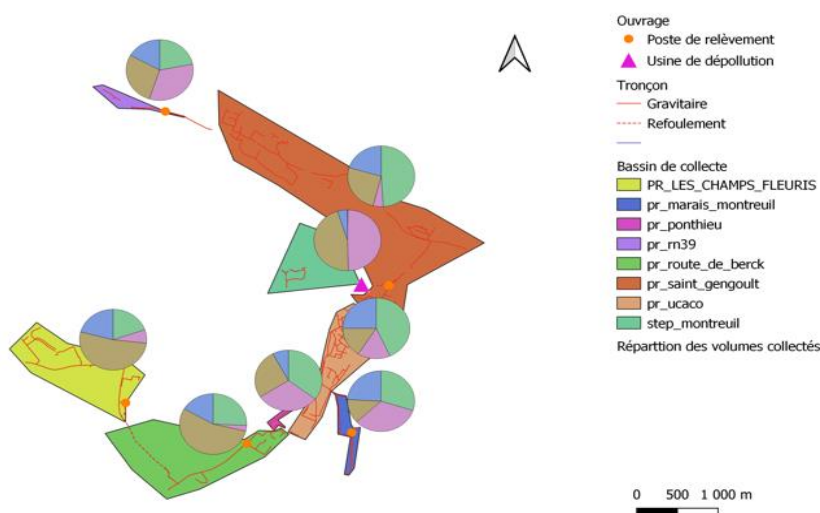 Ouvrage
Poste de relèvement
Usine de dépollution
Tronçon
Gravitaire
Refoulement
Bassin de collecte
PR_LES_CHAMPS_FLEURIS
pr_marais_montreuil
pr_ponthieu
pr_rn39
pr_route_de_berck
pr_saint_gengoult
pr_ucaco
step_montreuil
Réparttion des volumes collectés
0 500 1 000 m